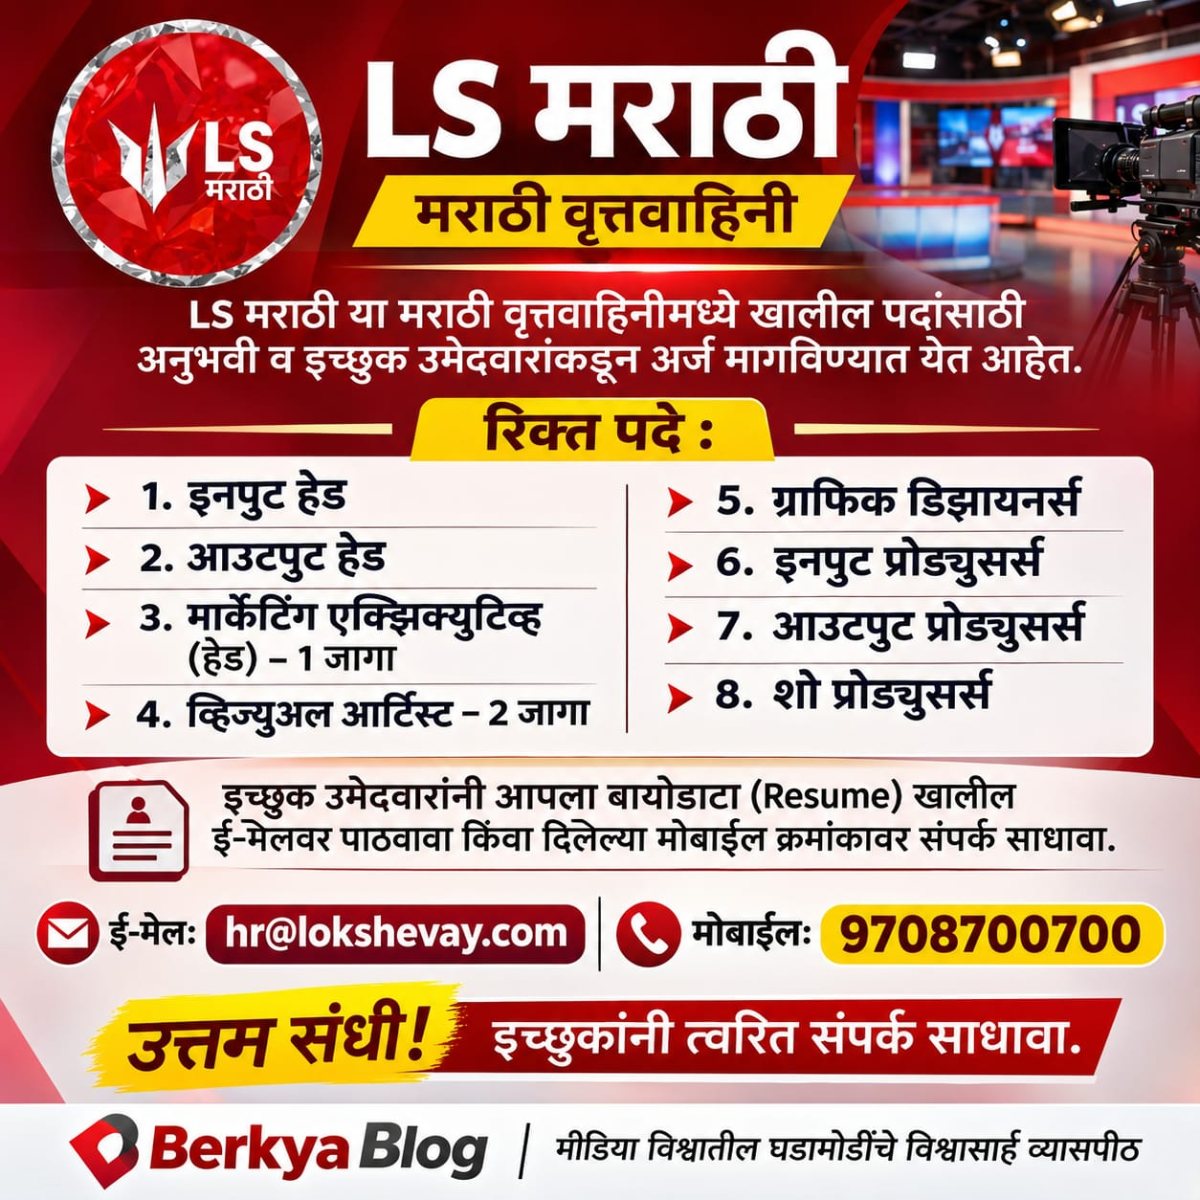 LS
मराठी
LS मराठी
मराठी वृत्तवाहिनी
LS मराठी या मराठी वृत्तवाहिनीमध्ये खालील पदांसाठी
अनुभवी व इच्छुक उमेदवारांकडून अर्ज मागविण्यात येत आहेत.
रिक्त पदे :
1. इनपुट हेड
2. आउटपुट हेड
3. मार्केटिंग एक्झिक्युटिव्ह
(हेड) – 1 जागा
4. व्हिज्युअल आर्टिस्ट – 2 जागा
5. ग्राफिक डिझायनर्स
6. इनपुट प्रोड्युसर्स
7. आउटपुट प्रोड्युसर्स
8. शो प्रोड्युसर्स
इच्छुक उमेदवारांनी आपला बायोडाटा (Resume) खालील
ई-मेलवर पाठवावा किंवा दिलेल्या मोबाईल क्रमांकावर संपर्क साधावा.
ई-मेल: hr@lokshevay.com
मोबाईल: 9708700700
उत्तम संधी!
इच्छुकांनी त्वरित संपर्क साधावा.
Berkya Blog | मीडिया विश्वातील घडामोडींचे विश्वासार्ह व्यासपीठ